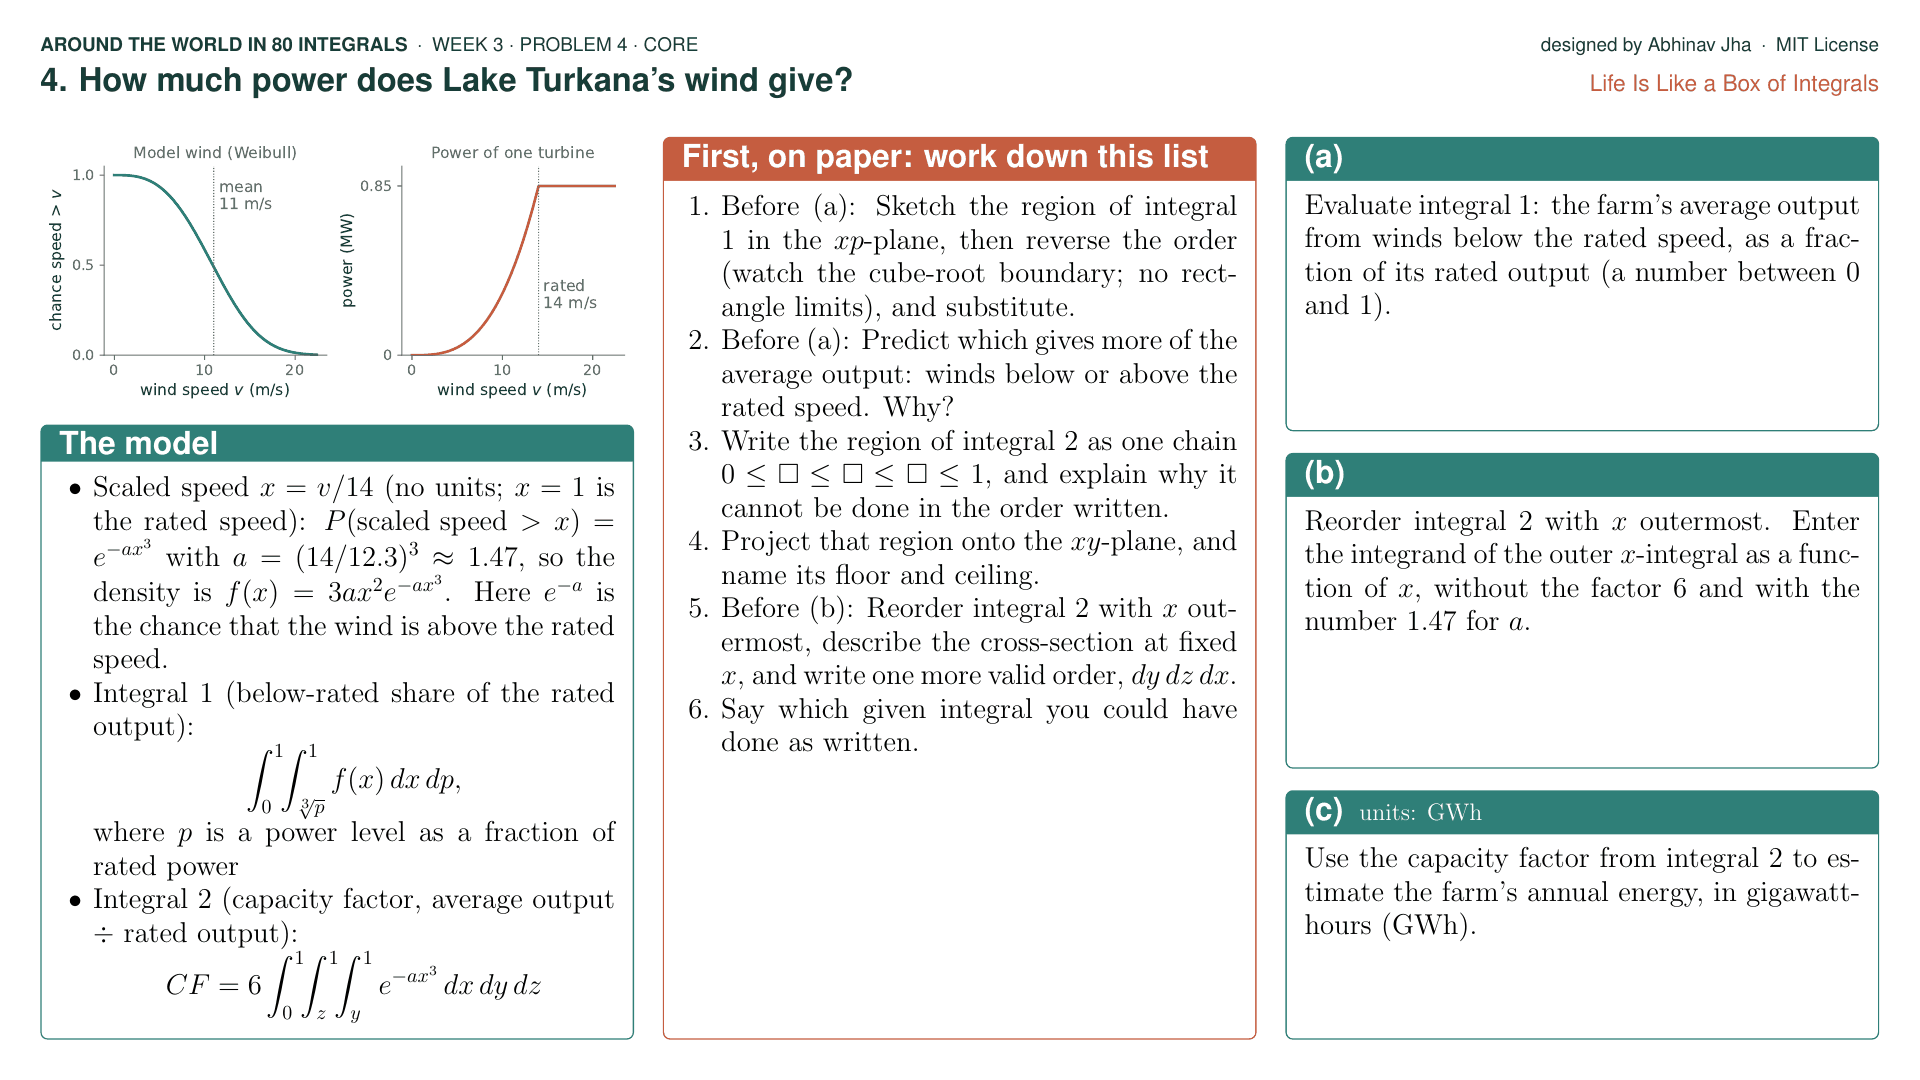 AROUND THE WORLD IN 80 INTEGRALS · WEEK 3 · PROBLEM 4 · CORE
designed by Abhinav Jha · MIT License
4. How much power does Lake Turkana's wind give?
Life Is Like a Box of Integrals
Model wind (Weibull)
chance speed > v
1.0
0.5
0.0
mean
11 m/s
0 10 20
wind speed v (m/s)
Power of one turbine
power (MW)
0.85
0
rated
14 m/s
0 10 20
wind speed v (m/s)
The model
• Scaled speed x = v/14 (no units; x = 1 is
the rated speed): P(scaled speed > x) =
e^{-ax^3} with a = (14/12.3)^3 ≈ 1.47, so the
density is f(x) = 3ax^2e^{-ax^3}. Here e^{-a} is
the chance that the wind is above the rated
speed.
• Integral 1 (below-rated share of the rated
output):
∫_0^1 ∫_{∛p}^1 f(x) dx dp,
where p is a power level as a fraction of
rated power
• Integral 2 (capacity factor, average output
÷ rated output):
CF = 6 ∫_0^1 ∫_z^1 ∫_y^1 e^{-ax^3} dx dy dz
First, on paper: work down this list
1. Before (a): Sketch the region of integral
1 in the xp-plane, then reverse the order
(watch the cube-root boundary; no rect-
angle limits), and substitute.
2. Before (a): Predict which gives more of the
average output: winds below or above the
rated speed. Why?
3. Write the region of integral 2 as one chain
0 ≤ □ ≤ □ ≤ □ ≤ 1, and explain why it
cannot be done in the order written.
4. Project that region onto the xy-plane, and
name its floor and ceiling.
5. Before (b): Reorder integral 2 with x out-
ermost, describe the cross-section at fixed
x, and write one more valid order, dy dz dx.
6. Say which given integral you could have
done as written.
(a)
Evaluate integral 1: the farm's average output
from winds below the rated speed, as a frac-
tion of its rated output (a number between 0
and 1).
(b)
Reorder integral 2 with x outermost. Enter
the integrand of the outer x-integral as a func-
tion of x, without the factor 6 and with the
number 1.47 for a.
(c) units: GWh
Use the capacity factor from integral 2 to es-
timate the farm's annual energy, in gigawatt-
hours (GWh).